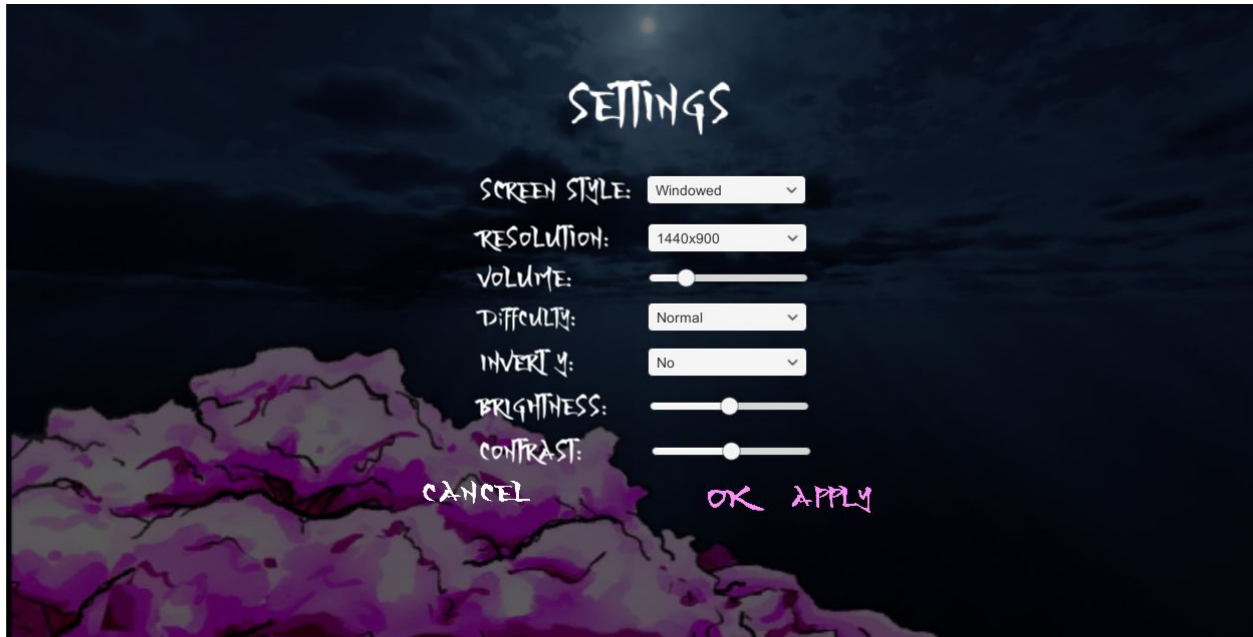 SETTINGS
SCREEN STYLE: Windowed
RESOLUTION: 1440x900
VOLUME:
DIFFCULTY: Normal
INVERT Y: No
BRIGHTNESS:
CONTRAST:
CANCEL OK APPLY